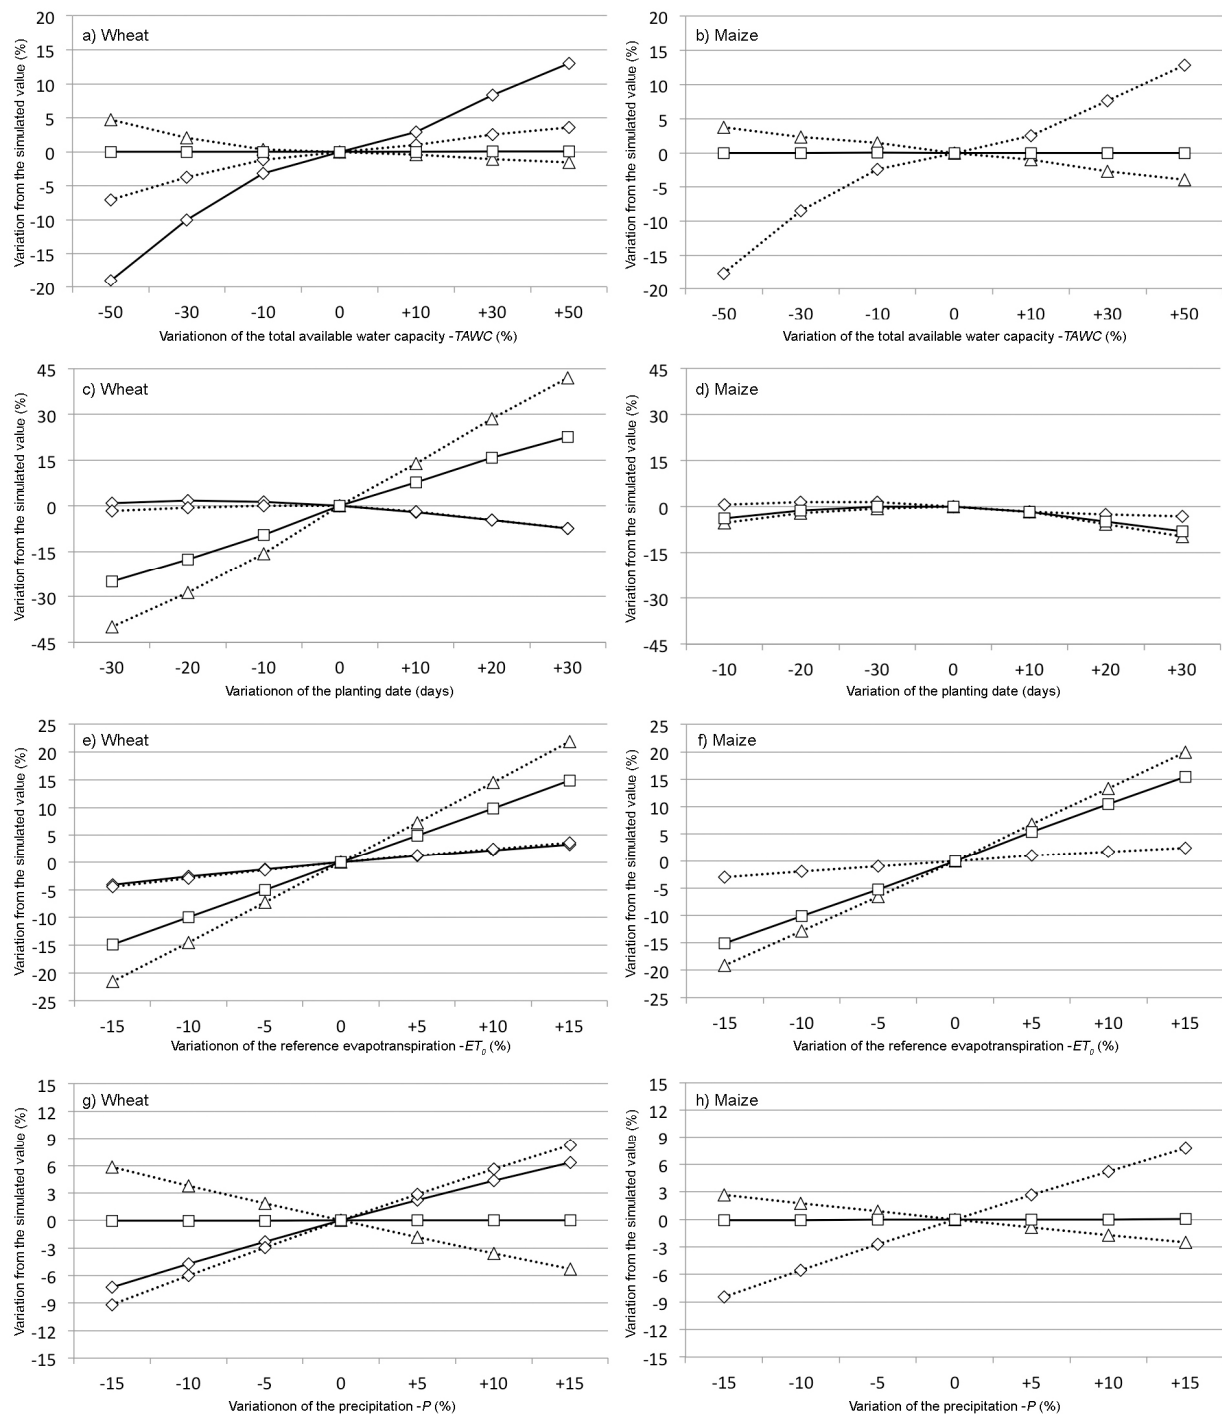 a) Wheat
Variation from the simulated value (%)
20
15
10
5
0
-5
-10
-15
-20
-50 -30 -10 0 +10 +30 +50
Variationon of the total available water capacity -TAWC (%)
b) Maize
Variation from the simulated value (%)
20
15
10
5
0
-5
-10
-15
-20
-50 -30 -10 0 +10 +30 +50
Variation of the total available water capacity -TAWC (%)
c) Wheat
Variation from the simulated value (%)
45
30
15
0
-15
-30
-45
-30 -20 -10 0 +10 +20 +30
Variationon of the planting date (days)
d) Maize
Variation from the simulated value (%)
45
30
15
0
-15
-30
-45
-10 -20 -30 0 +10 +20 +30
Variation of the planting date (days)
e) Wheat
Variation from the simulated value (%)
25
20
15
10
5
0
-5
-10
-15
-20
-25
-15 -10 -5 0 +5 +10 +15
Variationon of the reference evapotranspiration -ET0 (%)
f) Maize
Variation from the simulated value (%)
25
20
15
10
5
0
-5
-10
-15
-20
-25
-15 -10 -5 0 +5 +10 +15
Variation of the reference evapotranspiration -ET0 (%)
g) Wheat
Variation from the simulated value (%)
15
12
9
6
3
0
-3
-6
-9
-12
-15
-15 -10 -5 0 +5 +10 +15
Variationon of the precipitation -P (%)
h) Maize
Variation from the simulated value (%)
15
12
9
6
3
0
-3
-6
-9
-12
-15
-15 -10 -5 0 +5 +10 +15
Variation of the precipitation -P (%)